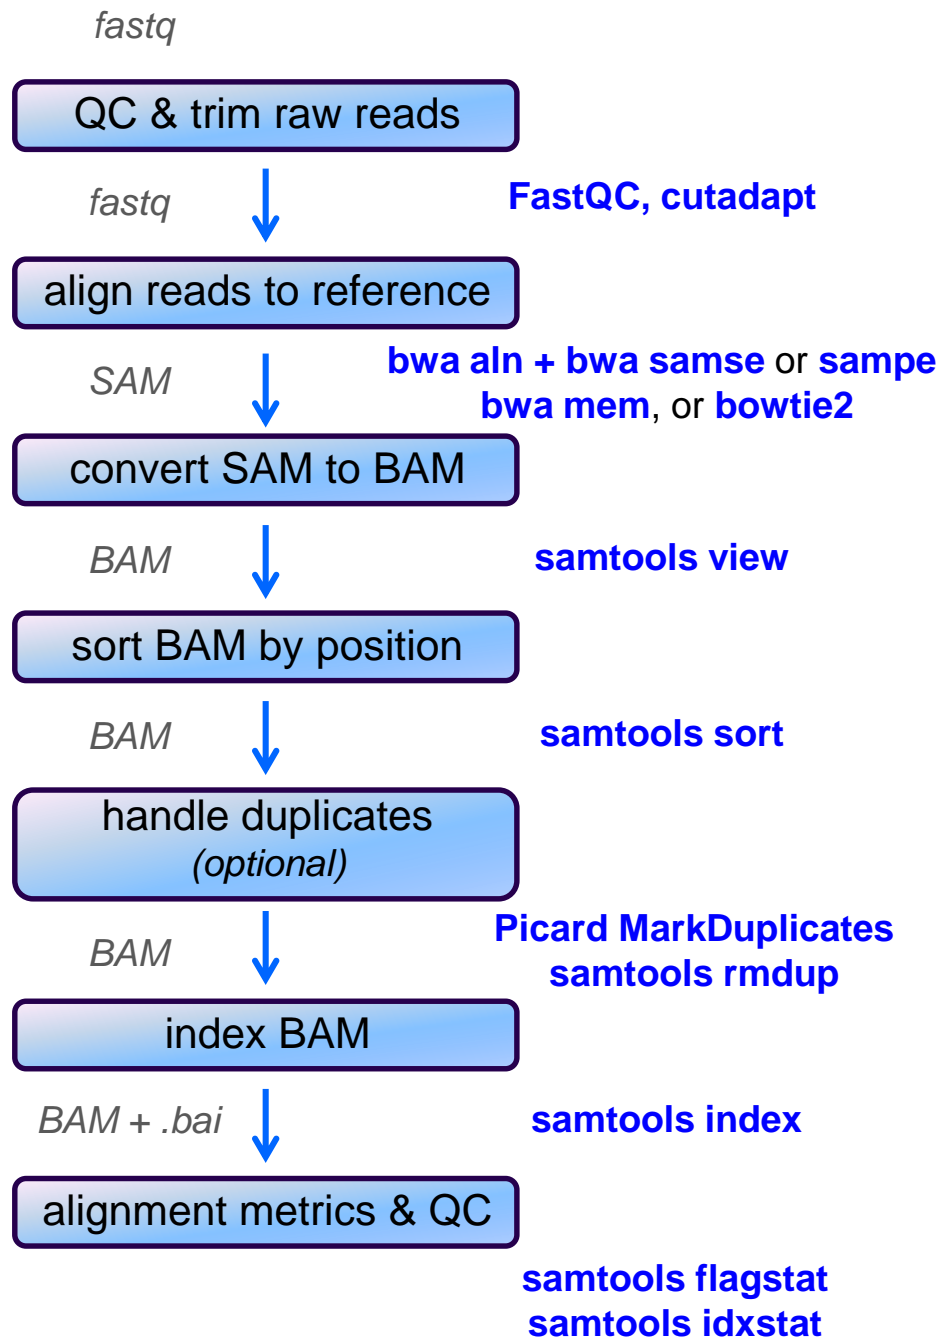 fastq
QC & trim raw reads
fastq
FastQC, cutadapt
align reads to reference
SAM
bwa aln + bwa samse or sampe
bwa mem, or bowtie2
convert SAM to BAM
BAM
samtools view
sort BAM by position
BAM
samtools sort
handle duplicates
(optional)
BAM
Picard MarkDuplicates
samtools rmdup
index BAM
BAM + .bai
samtools index
alignment metrics & QC
samtools flagstat
samtools idxstat